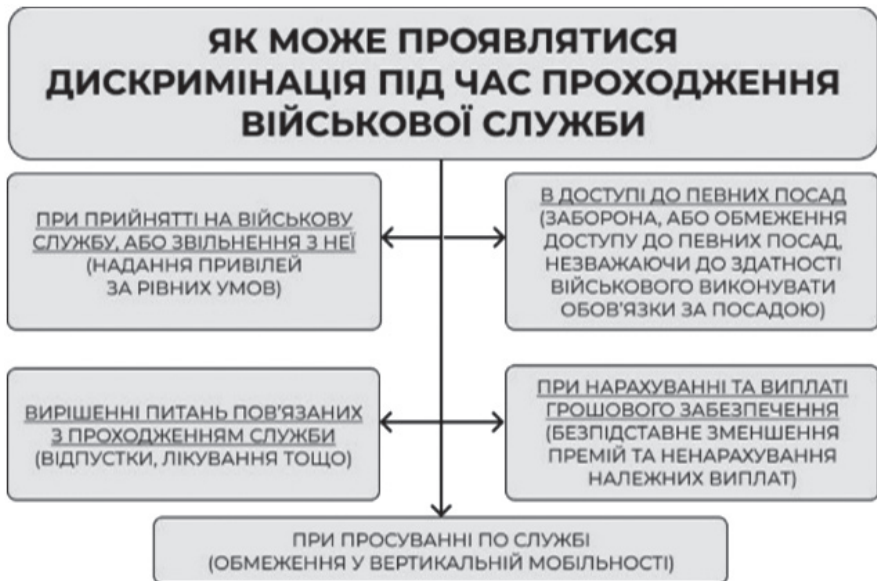 ЯК МОЖЕ ПРОЯВЛЯТИСЯ
ДИСКРИМІНАЦІЯ ПІД ЧАС ПРОХОДЖЕННЯ
ВІЙСЬКОВОЇ СЛУЖБИ
ПРИ ПРИЙНЯТТІ НА ВІЙСЬКОВУ
СЛУЖБУ, АБО ЗВІЛЬНЕННЯ З НЕЇ
(НАДАННЯ ПРИВІЛЕЙ
ЗА РІВНИХ УМОВ)
В ДОСТУПІ ДО ПЕВНИХ ПОСАД
(ЗАБОРОНА, АБО ОБМЕЖЕННЯ
ДОСТУПУ ДО ПЕВНИХ ПОСАД,
НЕЗВАЖАЮЧИ ДО ЗДАТНОСТІ
ВІЙСЬКОВОГО ВИКОНУВАТИ
ОБОВ'ЯЗКИ ЗА ПОСАДОЮ)
ВИРІШЕННІ ПИТАНЬ ПОВ'ЯЗАНИХ
З ПРОХОДЖЕННЯМ СЛУЖБИ
(ВІДПУСТКИ, ЛІКУВАННЯ ТОЩО)
ПРИ НАРАХУВАННІ ТА ВИПЛАТІ
ГРОШОВОГО ЗАБЕЗПЕЧЕННЯ
(БЕЗПІДСТАВНЕ ЗМЕНШЕННЯ
ПРЕМІЙ ТА НЕНАРАХУВАННЯ
НАЛЕЖНИХ ВИПЛАТ)
ПРИ ПРОСУВАННІ ПО СЛУЖБІ
(ОБМЕЖЕННЯ У ВЕРТИКАЛЬНІЙ МОБІЛЬНОСТІ)